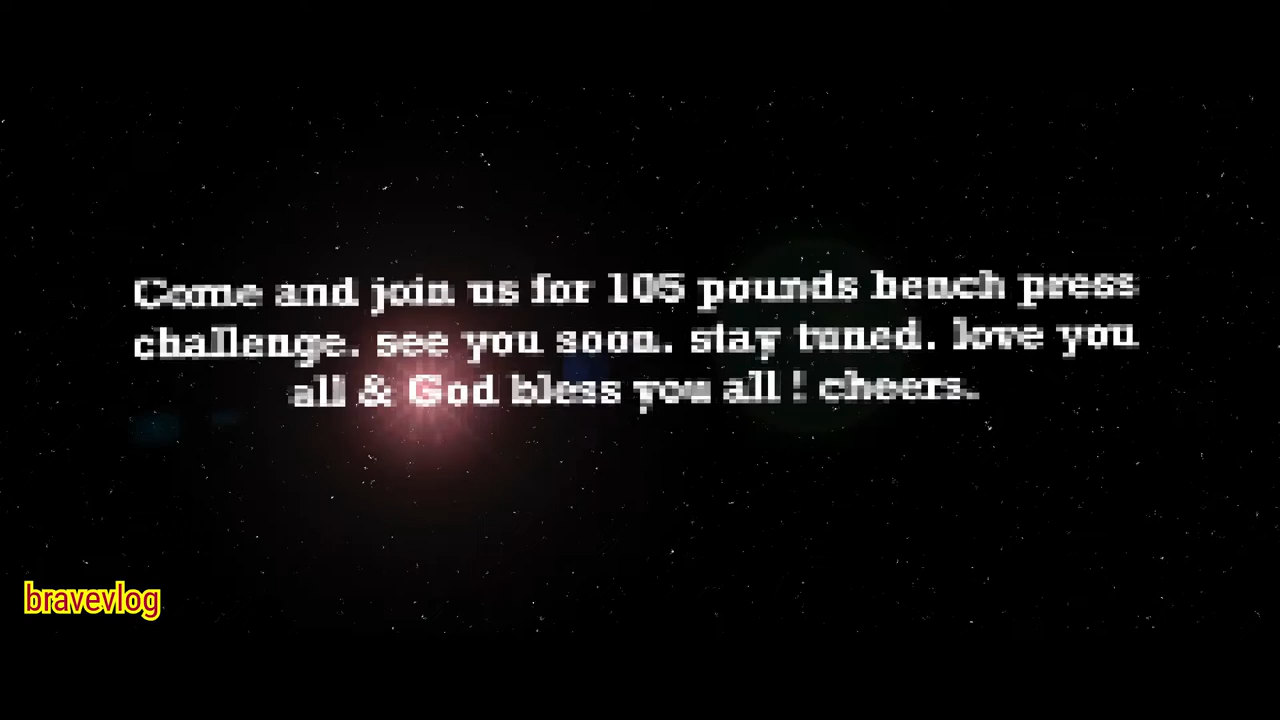 Come and join us for 105 pounds bench press
challenge. see you soon. stay tuned. love you
all & God bless you all ! cheers.
bravevlog